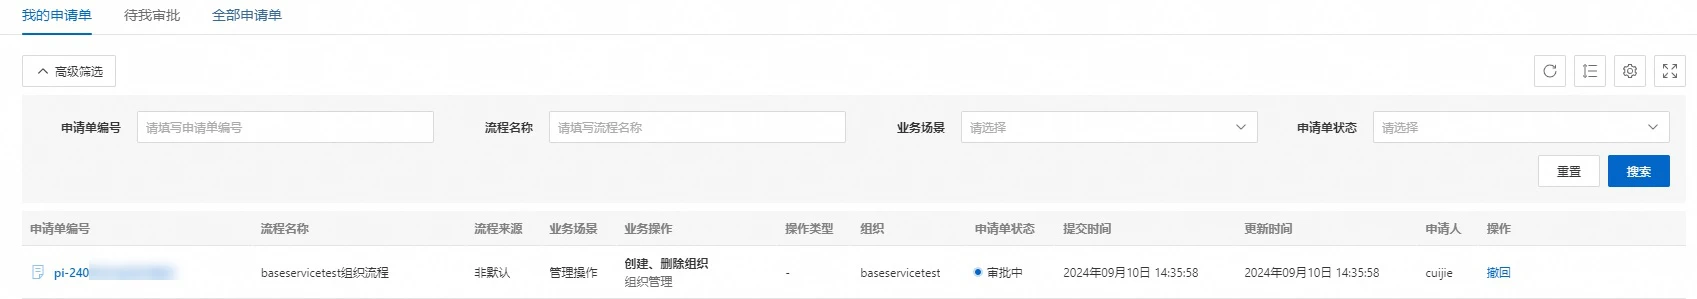 我的申请单 待我审批 全部申请单
高级筛选
申请单编号 请填写申请单编号 流程名称 请填写流程名称 业务场景 请选择 申请单状态 请选择
重置 搜索
申请单编号 流程名称 流程来源 业务场景 业务操作 操作类型 组织 申请单状态 提交时间 更新时间 申请人 操作
pi-240 baseservicetest组织流程 非默认 管理操作 创建、删除组织 - baseservicetest 审批中 2024年09月10日 14:35:58 2024年09月10日 14:35:58 cuijie 撤回
组织管理